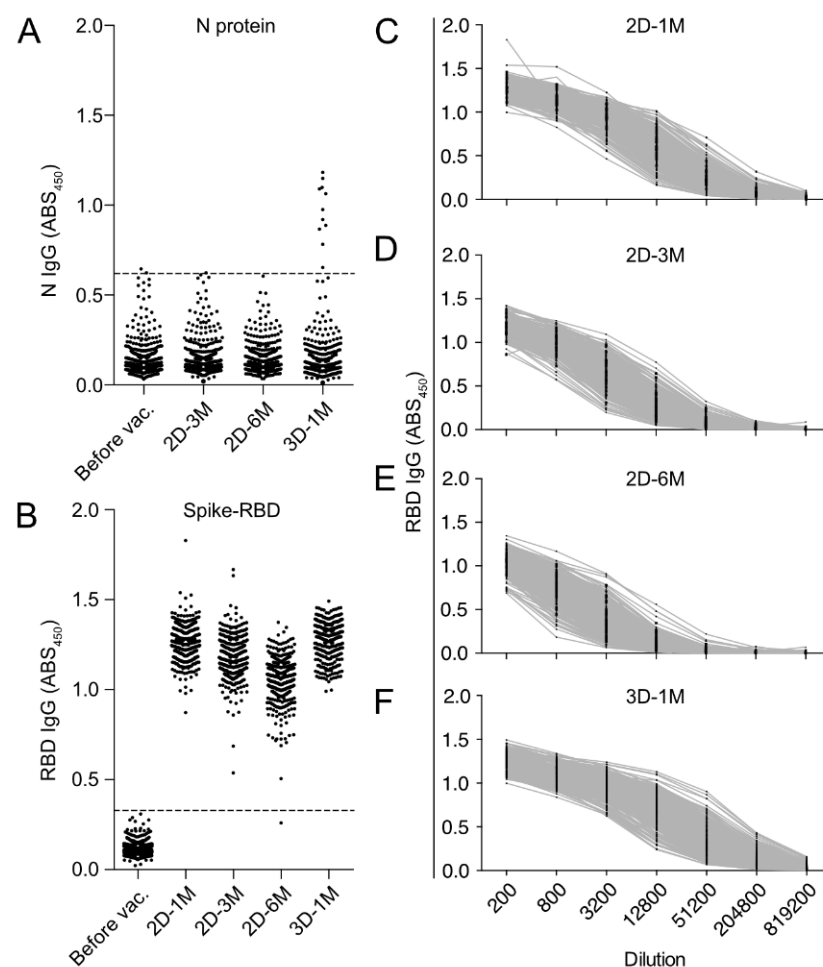 A
N protein
2.0
1.5
1.0
0.5
0.0
N IgG (ABS450)
Before vac.
2D-3M
2D-6M
3D-1M
B
Spike-RBD
2.0
1.5
1.0
0.5
0.0
RBD IgG (ABS450)
Before vac.
2D-1M
2D-3M
2D-6M
3D-1M
C
2D-1M
2.0
1.5
1.0
0.5
0.0
D
2D-3M
2.0
1.5
1.0
0.5
0.0
RBD IgG (ABS450)
E
2D-6M
2.0
1.5
1.0
0.5
0.0
F
3D-1M
2.0
1.5
1.0
0.5
0.0
200
800
3200
12800
51200
204800
819200
Dilution